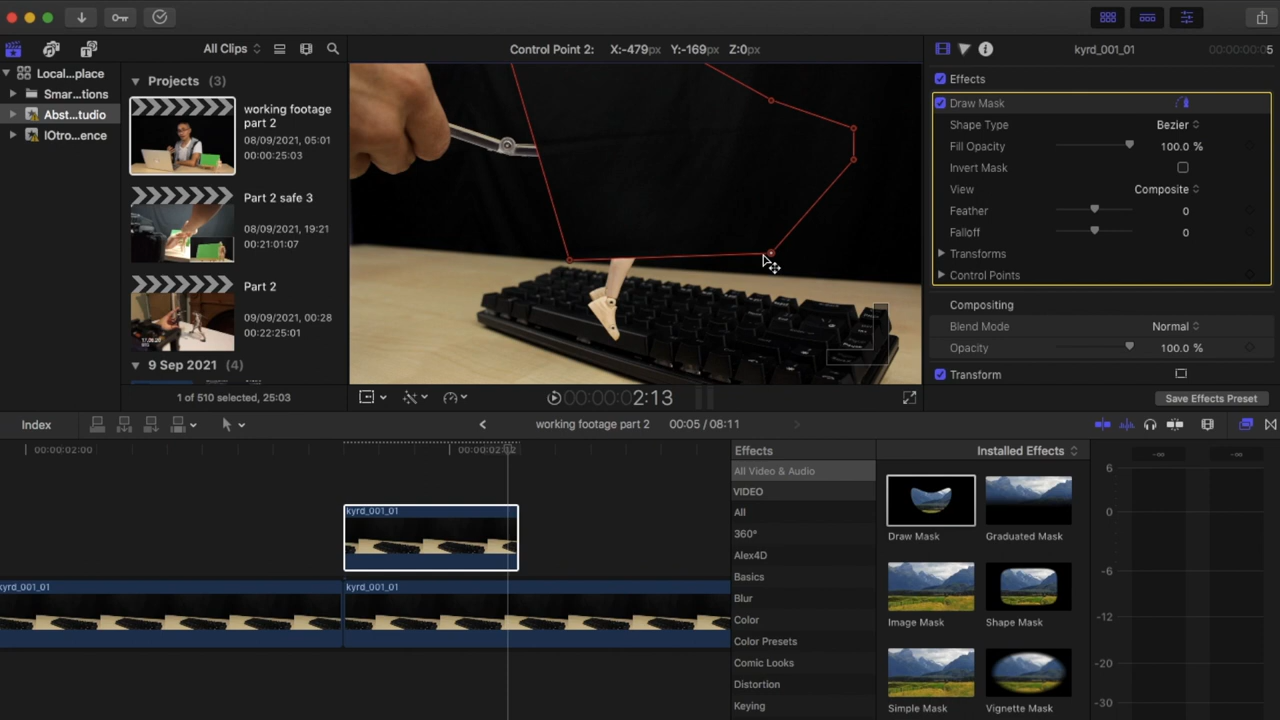 All Clips
Control Point 2: X:-479px Y:-169px Z:0px
kyrd_001_01
Local...place
Smar...tions
Abst...tudio
IOtro...ence
Projects (3)
working footage
part 2
08/09/2021, 05:01
00:00:25:03
Part 2 safe 3
08/09/2021, 19:21
00:21:01:07
Part 2
09/09/2021, 00:28
00:22:25:01
9 Sep 2021 (4)
1 of 510 selected, 25:03
Effects
Draw Mask
Shape Type Bezier
Fill Opacity 100.0 %
Invert Mask
View Composite
Feather 0
Falloff 0
Transforms
Control Points
Compositing
Blend Mode Normal
Opacity 100.0 %
Transform
Save Effects Preset
00:00:00:02:13
Index
working footage part 2 00:05 / 08:11
00:00:02:00
kyrd_001_01
kyrd_001_01
kyrd_001_01
Effects
Installed Effects
All Video & Audio
VIDEO
All
360°
Alex4D
Basics
Blur
Color
Color Presets
Comic Looks
Distortion
Keying
Draw Mask
Graduated Mask
Image Mask
Shape Mask
Simple Mask
Vignette Mask
-∞ -∞
6
0
-6
-12
-20
-30